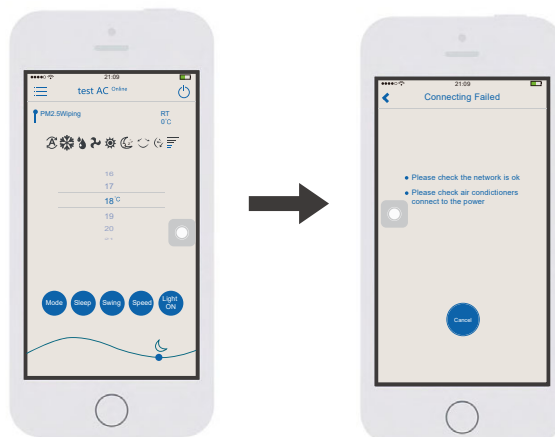 21:09
test AC Online
PM2.5Wiping
RT
0°C
16
17
18°C
19
20
Mode
Sleep
Swing
Speed
Light
ON
21:09
Connecting Failed
• Please check the network is ok
• Please check air condictioners
connect to the power
Cancel